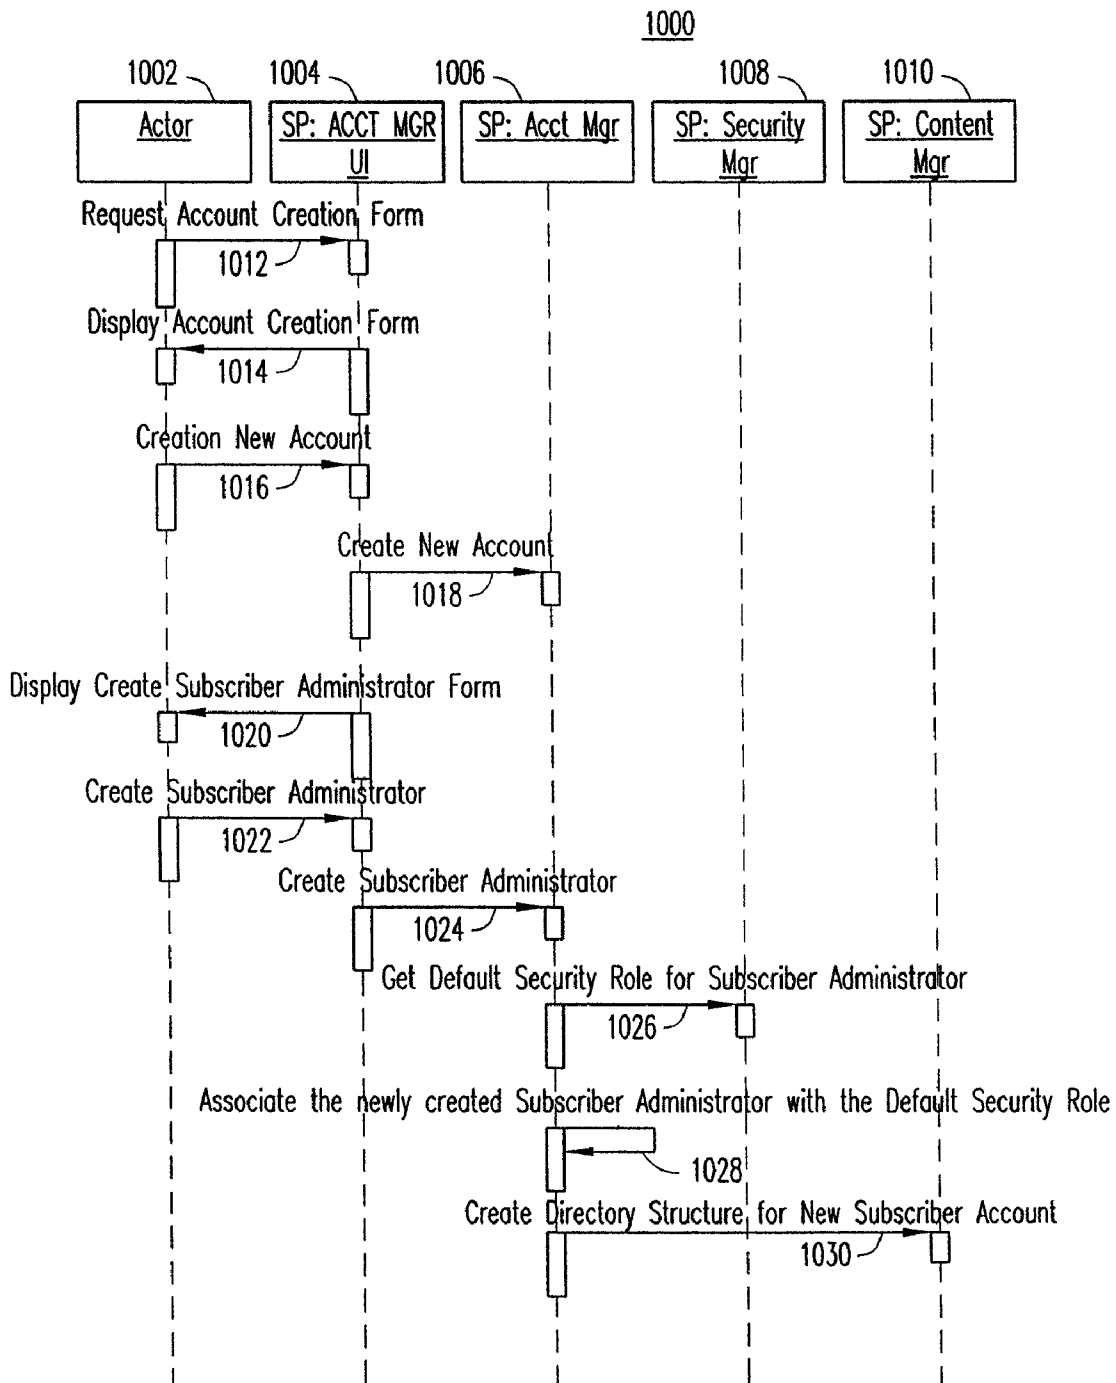 1000
1002
1004
1006
1008
1010
Actor
SP: ACCT MGR
UI
SP: Acct Mgr
SP: Security
Mgr
SP: Content
Mgr
Request Account Creation Form
1012
Display Account Creation Form
1014
Creation New Account
1016
Create New Account
1018
Display Create Subscriber Administrator Form
1020
Create Subscriber Administrator
1022
Create Subscriber Administrator
1024
Get Default Security Role for Subscriber Administrator
1026
Associate the newly created Subscriber Administrator with the Default Security Role
1028
Create Directory Structure for New Subscriber Account
1030